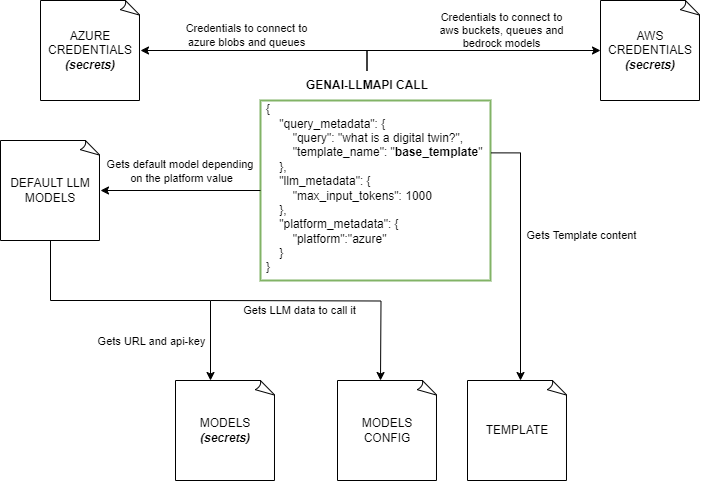 AZURE
CREDENTIALS
(secrets)
Credentials to connect to
azure blobs and queues
Credentials to connect to
aws buckets, queues and
bedrock models
AWS
CREDENTIALS
(secrets)
GENAI-LLMAPI CALL
{
"query_metadata": {
"query": "what is a digital twin?",
"template_name": "base_template"
},
"llm_metadata": {
"max_input_tokens": 1000
},
"platform_metadata": {
"platform":"azure"
}
}
Gets default model depending
on the platform value
DEFAULT LLM
MODELS
Gets Template content
Gets LLM data to call it
Gets URL and api-key
MODELS
(secrets)
MODELS
CONFIG
TEMPLATE